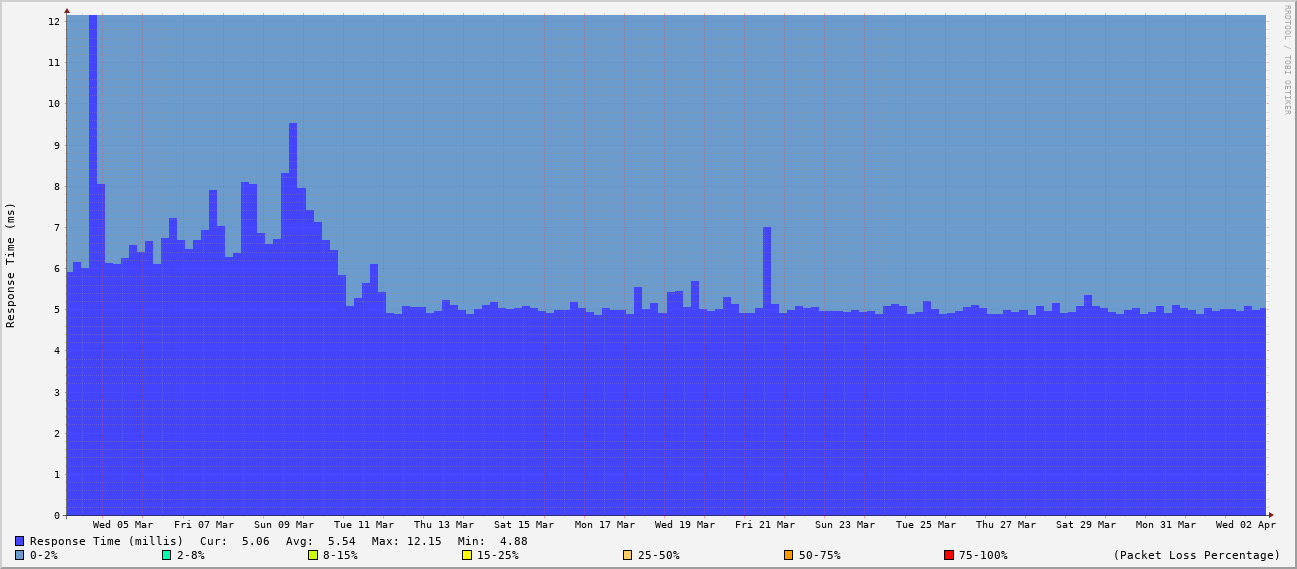 RRDTOOL / TOBI OETIKER
Response Time (ms)
12
11
10
9
8
7
6
5
4
3
2
1
0
Wed 05 Mar Fri 07 Mar Sun 09 Mar Tue 11 Mar Thu 13 Mar Sat 15 Mar Mon 17 Mar Wed 19 Mar Fri 21 Mar Sun 23 Mar Tue 25 Mar Thu 27 Mar Sat 29 Mar Mon 31 Mar Wed 02 Apr
Response Time (millis) Cur: 5.06 Avg: 5.54 Max: 12.15 Min: 4.88
0-2% 2-8% 8-15% 15-25% 25-50% 50-75% 75-100% (Packet Loss Percentage)